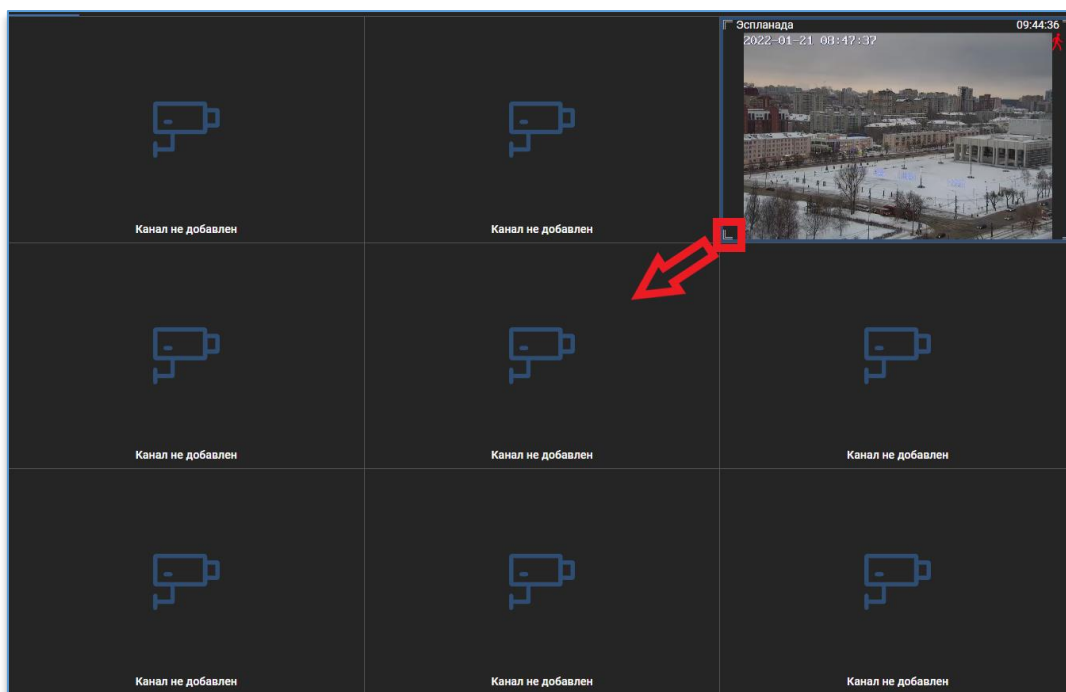 Эспланада 09:44:36
2022-01-21 08:47:37
Канал не добавлен Канал не добавлен
Канал не добавлен Канал не добавлен Канал не добавлен
Канал не добавлен Канал не добавлен Канал не добавлен